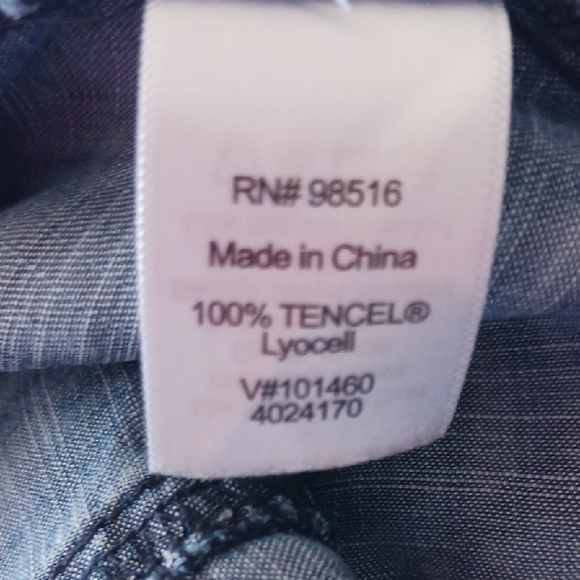 RN# 98516
Made in China
100% TENCEL®
Lyocell
V#101460
4024170